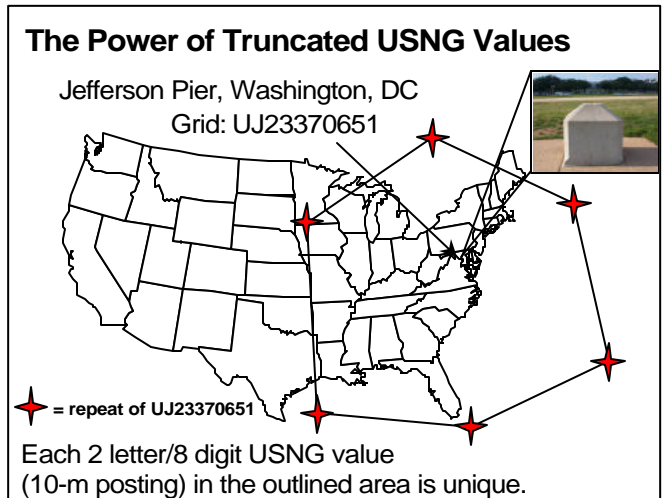 The Power of Truncated USNG Values
Jefferson Pier, Washington, DC
Grid: UJ23370651
= repeat of UJ23370651
Each 2 letter/8 digit USNG value
(10-m posting) in the outlined area is unique.